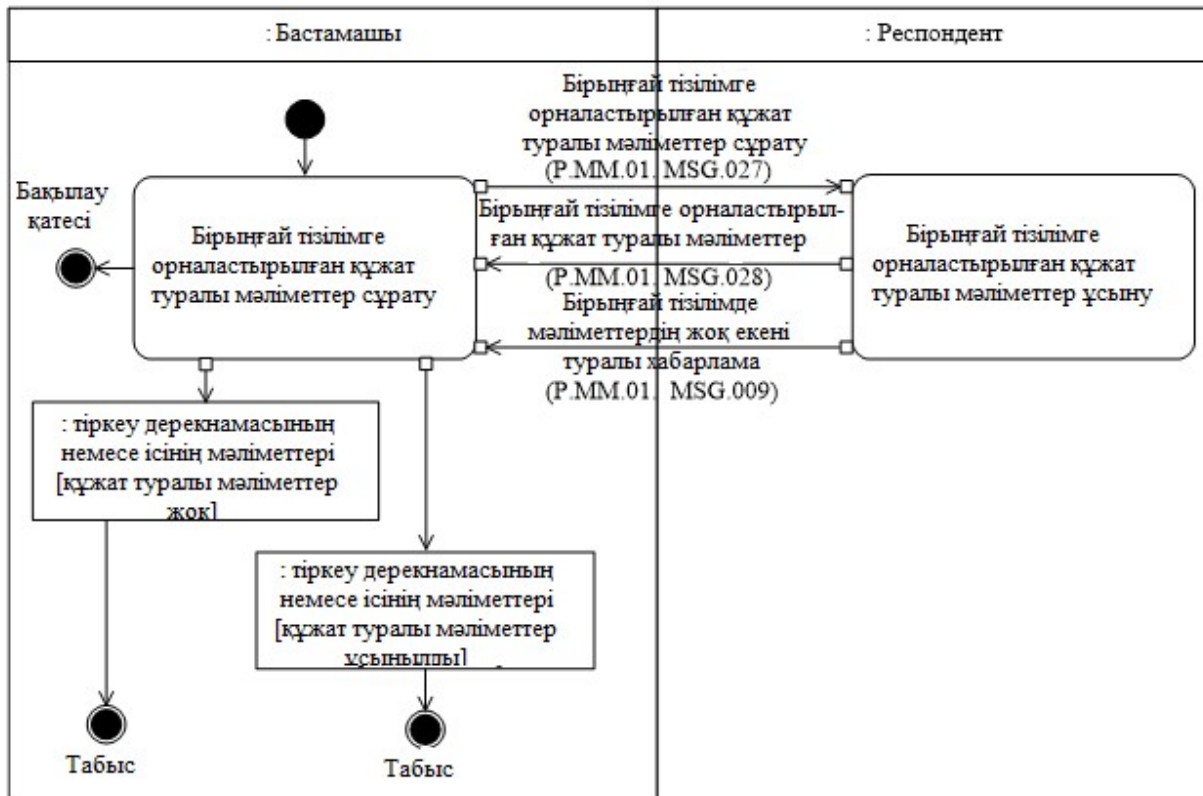 : Бастамашы
: Респондент
Бірыңғай тізілімге
орналастырылған құжат
туралы мәліметтер сұрату
(P.MM.01. MSG.027)
Бақылау
қатесі
Бірыңғай тізілімге
орналастырылған құжат
туралы мәліметтер сұрату
Бірыңғай тізілімге орналастырыл-
ған құжат туралы мәліметтер
(P.MM.01. MSG.028)
Бірыңғай тізілімде
мәліметтердің жоқ екені
туралы хабарлама
(P.MM.01. MSG.009)
Бірыңғай тізілімге
орналастырылған құжат
туралы мәліметтер ұсыну
: тіркеу дерекнамасының
немесе ісінің мәліметтері
[құжат туралы мәліметтер
жоқ]
: тіркеу дерекнамасының
немесе ісінің мәліметтері
[құжат туралы мәліметтер
ұсынылды]
Табыс
Табыс